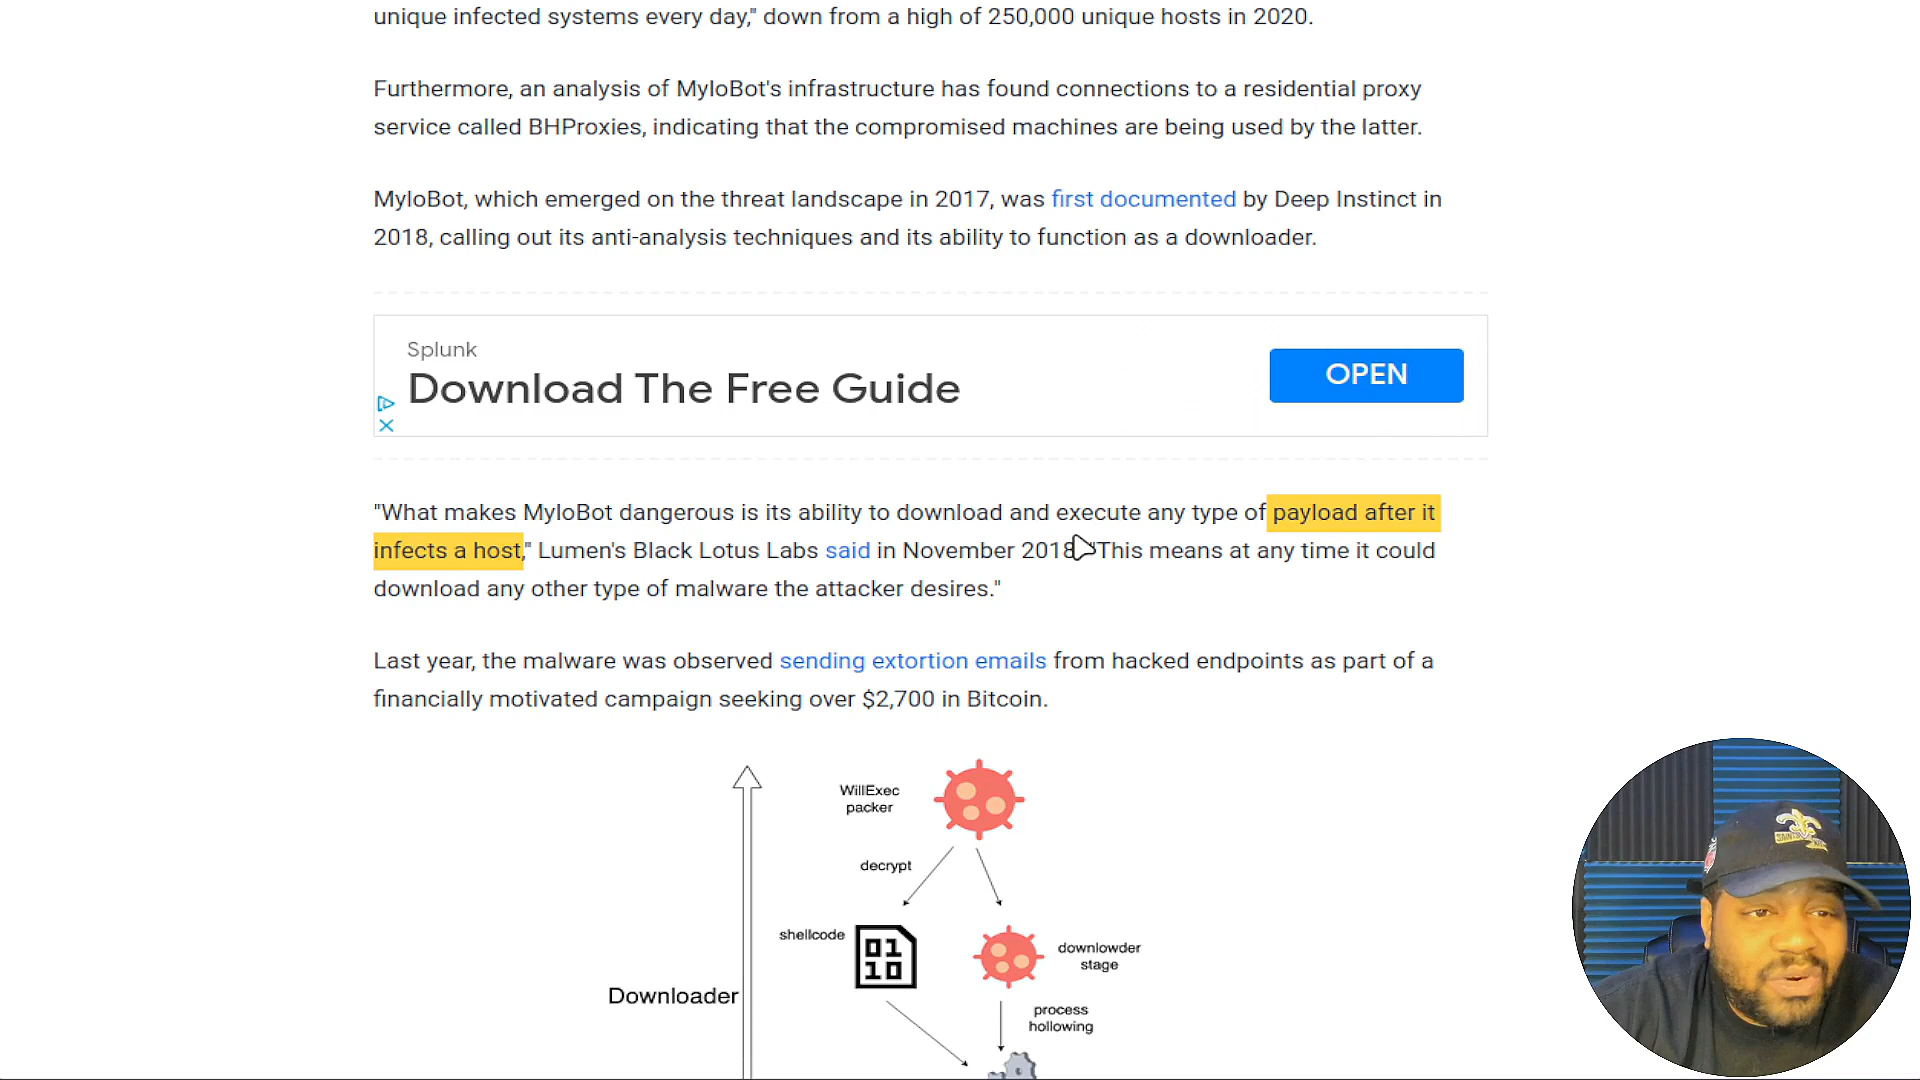 unique infected systems every day," down from a high of 250,000 unique hosts in 2020.
Furthermore, an analysis of MyloBot's infrastructure has found connections to a residential proxy
service called BHProxies, indicating that the compromised machines are being used by the latter.
MyloBot, which emerged on the threat landscape in 2017, was first documented by Deep Instinct in
2018, calling out its anti-analysis techniques and its ability to function as a downloader.
Splunk
Download The Free Guide
OPEN
"What makes MyloBot dangerous is its ability to download and execute any type of payload after it
infects a host," Lumen's Black Lotus Labs said in November 2018. "This means at any time it could
download any other type of malware the attacker desires."
Last year, the malware was observed sending extortion emails from hacked endpoints as part of a
financially motivated campaign seeking over $2,700 in Bitcoin.
WillExec
packer
decrypt
shellcode
01
10
downlowder
stage
Downloader
process
hollowing